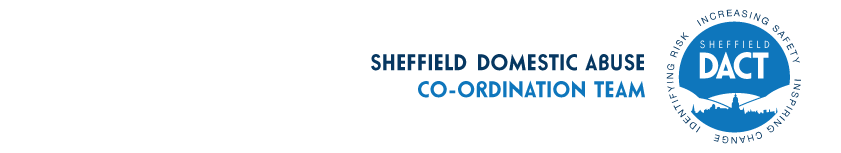 SHEFFIELD DOMESTIC ABUSE
CO-ORDINATION TEAM
IDENTIFYING RISK INCREASING SAFETY INSPIRING CHANGE
SHEFFIELD
DACT